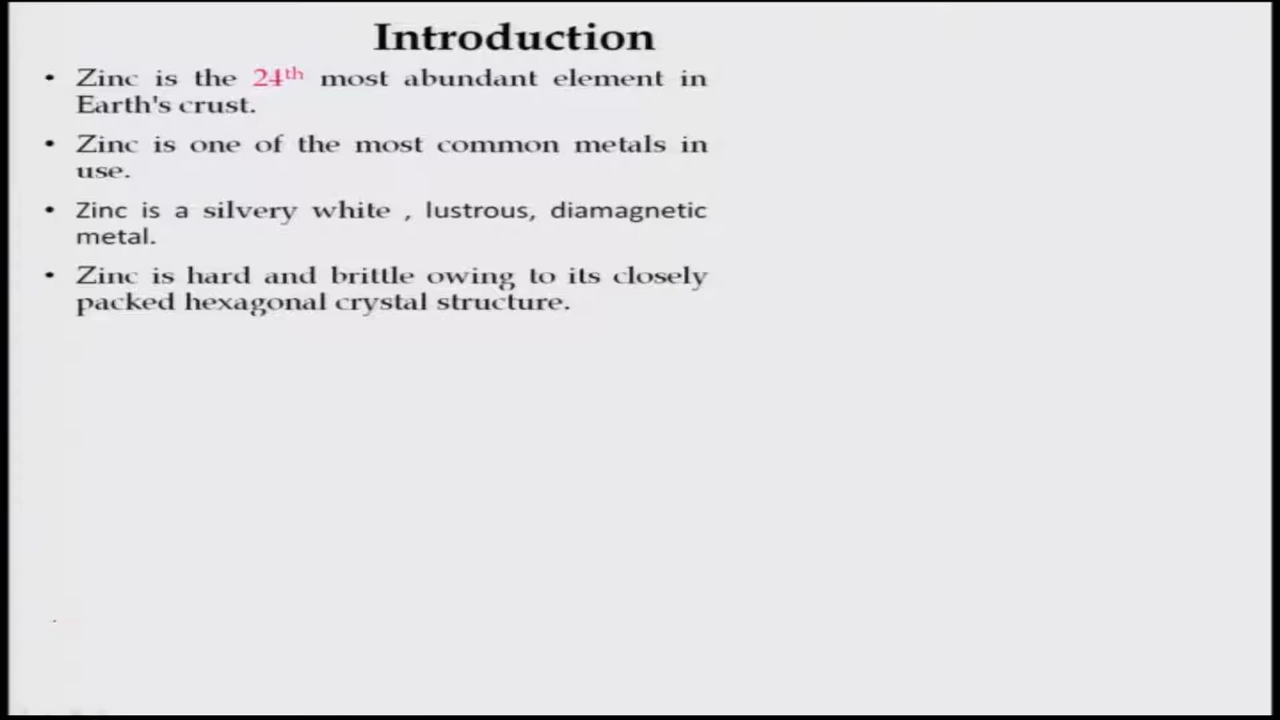 Introduction
• Zinc is the 24th most abundant element in
Earth's crust.
• Zinc is one of the most common metals in
use.
• Zinc is a silvery white , lustrous, diamagnetic
metal.
• Zinc is hard and brittle owing to its closely
packed hexagonal crystal structure.